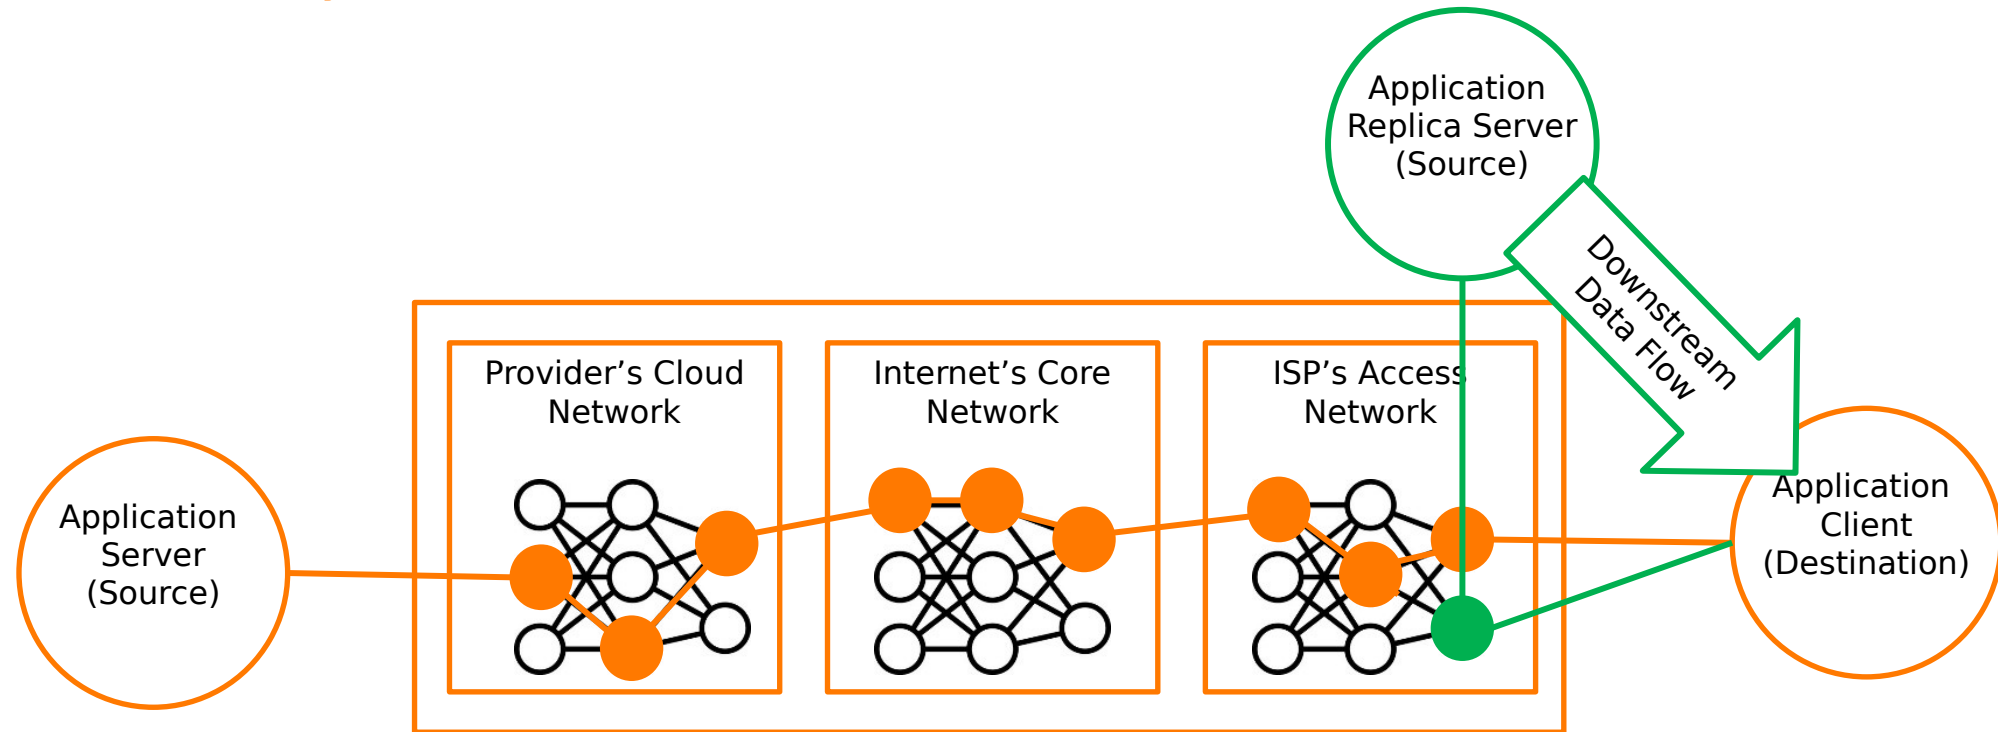 Application
Replica Server
(Source)
Downstream
Data Flow
Provider’s Cloud
Network
Internet’s Core
Network
ISP’s Access
Network
Application
Server
(Source)
Application
Client
(Destination)